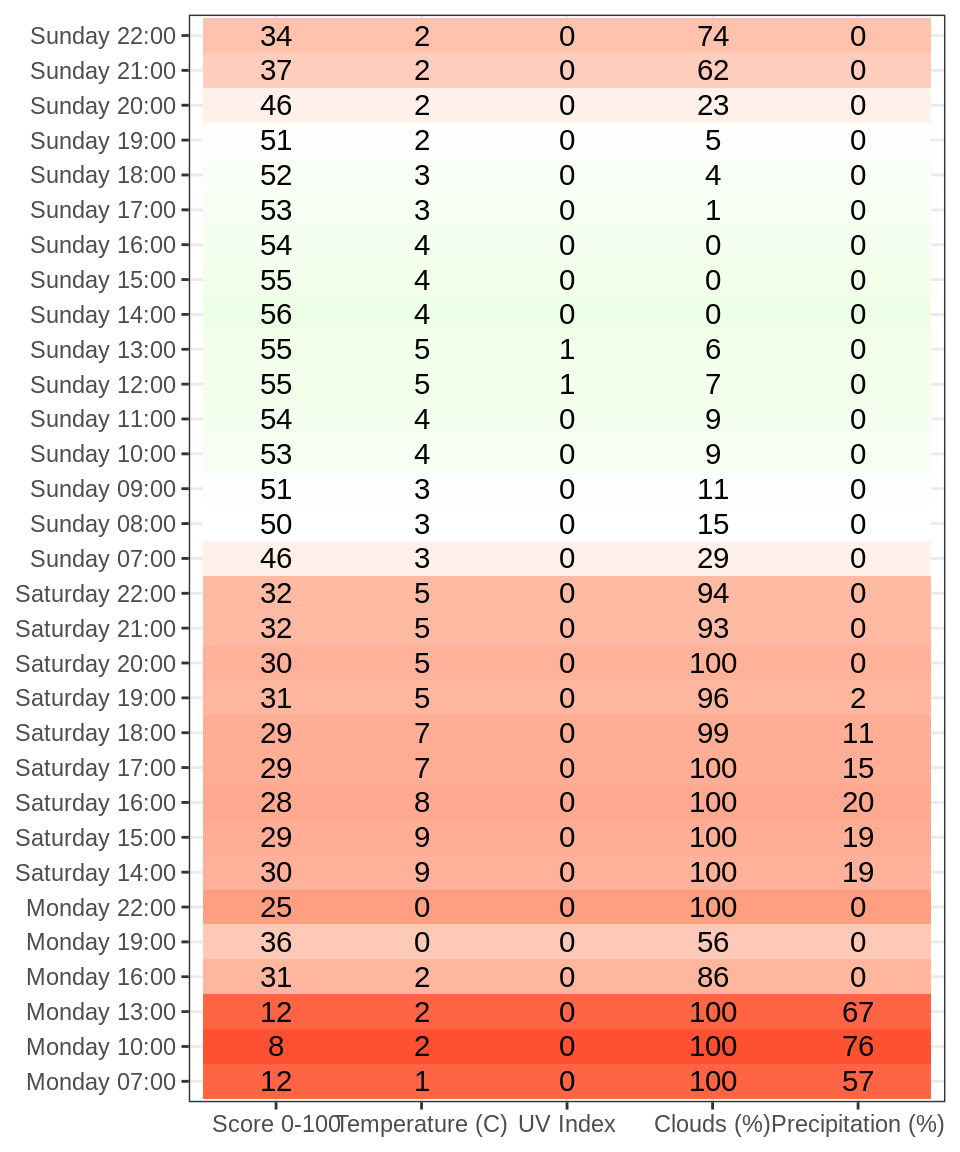 Sunday 22:00 34 2 0 74 0
Sunday 21:00 37 2 0 62 0
Sunday 20:00 46 2 0 23 0
Sunday 19:00 51 2 0 5 0
Sunday 18:00 52 3 0 4 0
Sunday 17:00 53 3 0 1 0
Sunday 16:00 54 4 0 0 0
Sunday 15:00 55 4 0 0 0
Sunday 14:00 56 4 0 0 0
Sunday 13:00 55 5 1 6 0
Sunday 12:00 55 5 1 7 0
Sunday 11:00 54 4 0 9 0
Sunday 10:00 53 4 0 9 0
Sunday 09:00 51 3 0 11 0
Sunday 08:00 50 3 0 15 0
Sunday 07:00 46 3 0 29 0
Saturday 22:00 32 5 0 94 0
Saturday 21:00 32 5 0 93 0
Saturday 20:00 30 5 0 100 0
Saturday 19:00 31 5 0 96 2
Saturday 18:00 29 7 0 99 11
Saturday 17:00 29 7 0 100 15
Saturday 16:00 28 8 0 100 20
Saturday 15:00 29 9 0 100 19
Saturday 14:00 30 9 0 100 19
Monday 22:00 25 0 0 100 0
Monday 19:00 36 0 0 56 0
Monday 16:00 31 2 0 86 0
Monday 13:00 12 2 0 100 67
Monday 10:00 8 2 0 100 76
Monday 07:00 12 1 0 100 57
Score 0-100 Temperature (C) UV Index Clouds (%) Precipitation (%)